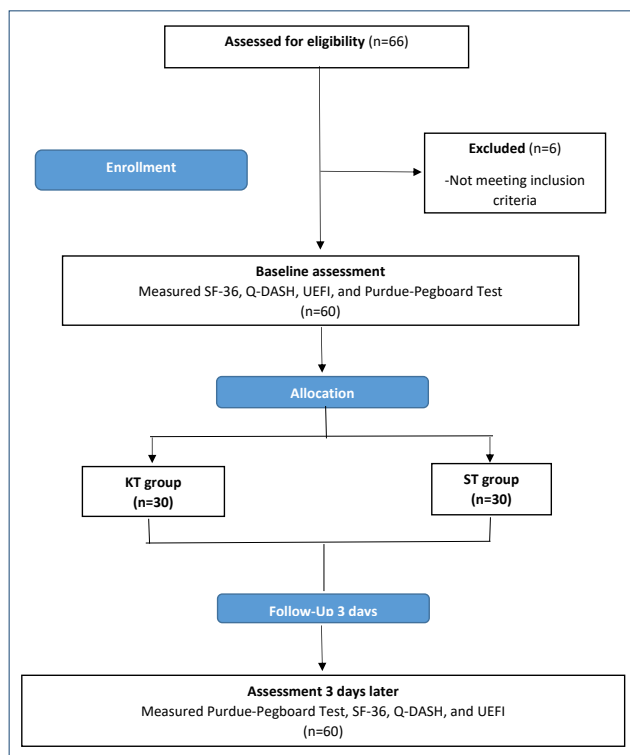 Assessed for eligibility (n=66)
Enrollment
Excluded (n=6)
-Not meeting inclusion
criteria
Baseline assessment
Measured SF-36, Q-DASH, UEFI, and Purdue-Pegboard Test
(n=60)
Allocation
KT group
(n=30)
ST group
(n=30)
Follow-Up 3 days
Assessment 3 days later
Measured Purdue-Pegboard Test, SF-36, Q-DASH, and UEFI
(n=60)